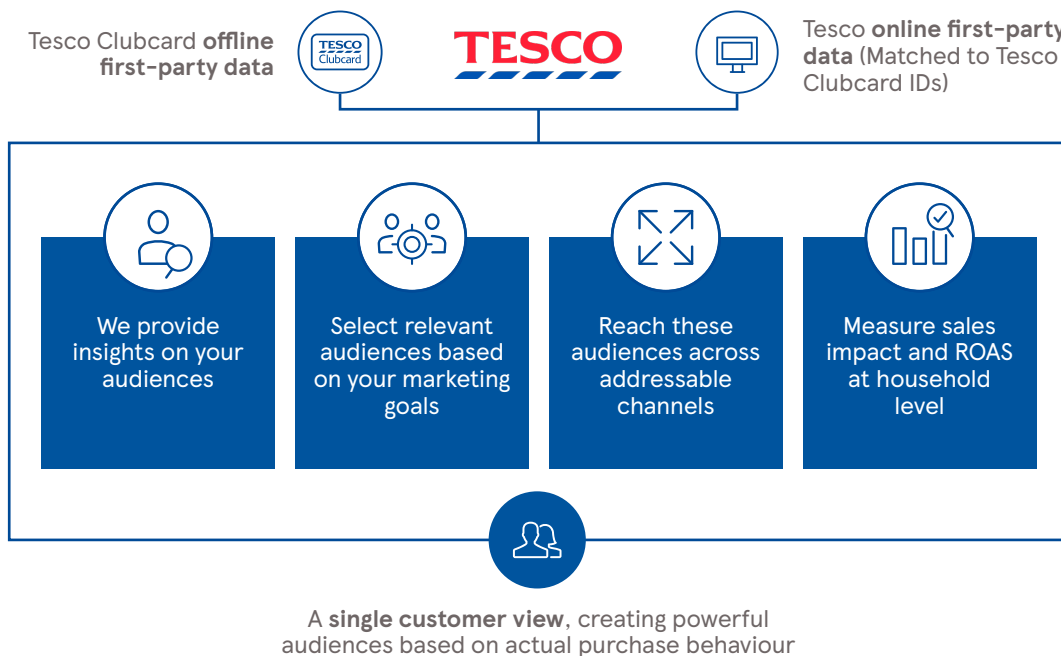 Tesco Clubcard offline
first-party data
TESCO
Clubcard
TESCO
Tesco online first-party
data (Matched to Tesco
Clubcard IDs)
We provide
insights on your
audiences
Select relevant
audiences based
on your marketing
goals
Reach these
audiences across
addressable
channels
Measure sales
impact and ROAS
at household
level
A single customer view, creating powerful
audiences based on actual purchase behaviour